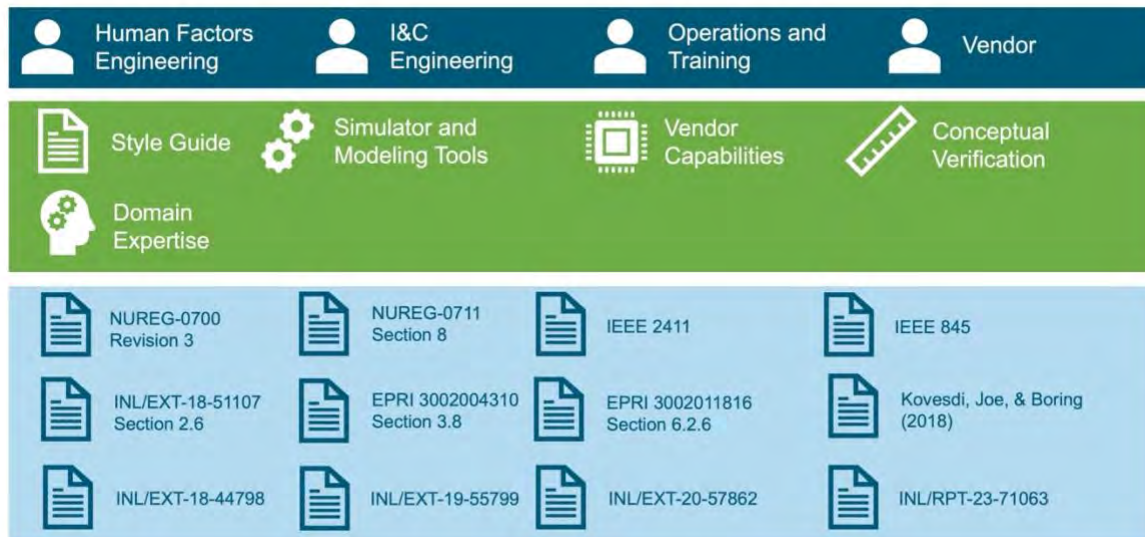 Human Factors
Engineering
I&C
Engineering
Operations and
Training
Vendor
Style Guide
Simulator and
Modeling Tools
Vendor
Capabilities
Conceptual
Verification
Domain
Expertise
NUREG-0700
Revision 3
NUREG-0711
Section 8
IEEE 2411
IEEE 845
INL/EXT-18-51107
Section 2.6
EPRI 3002004310
Section 3.8
EPRI 3002011816
Section 6.2.6
Kovesdi, Joe, & Boring
(2018)
INL/EXT-18-44798
INL/EXT-19-55799
INL/EXT-20-57862
INL/RPT-23-71063